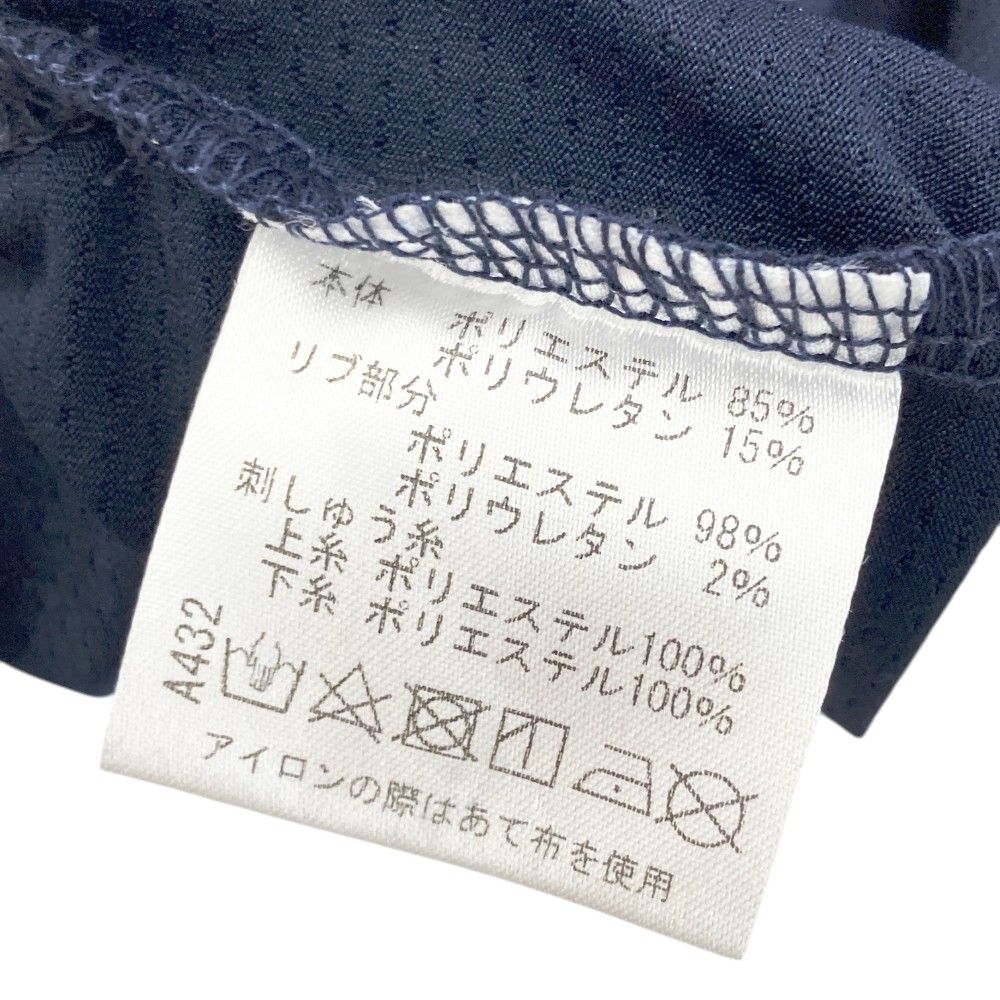 本体
ポリエステル 85%
ポリウレタン 15%
リブ部分
ポリエステル 98%
ポリウレタン 2%
刺しゅう糸
上糸 ポリエステル100%
下糸 ポリエステル100%
A432
アイロンの際はあて布を使用